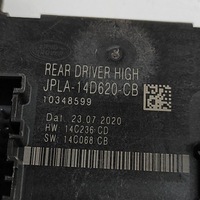 REAR DRIVER HIGH
JPLA-14D620-CB
10348599
Dat. 23.07.2020
HW: 14C236-CD
SW: 14C088-CB